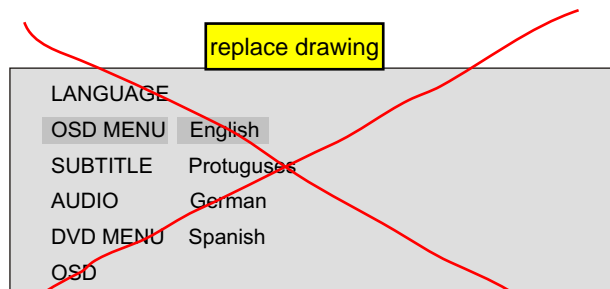 replace drawing
LANGUAGE
OSD MENU English
SUBTITLE Protuguses
AUDIO German
DVD MENU Spanish
OSD